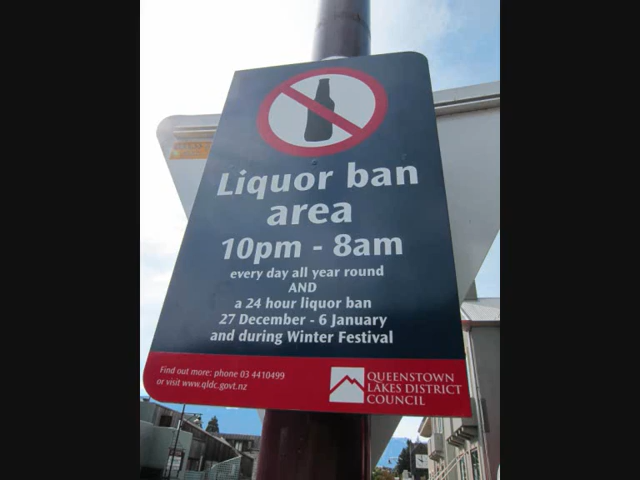 Liquor ban
area
10pm - 8am
every day all year round
AND
a 24 hour liquor ban
27 December - 6 January
and during Winter Festival
Find out more: phone 03 4410499
or visit www.qldc.govt.nz
QUEENSTOWN
LAKES DISTRICT
COUNCIL